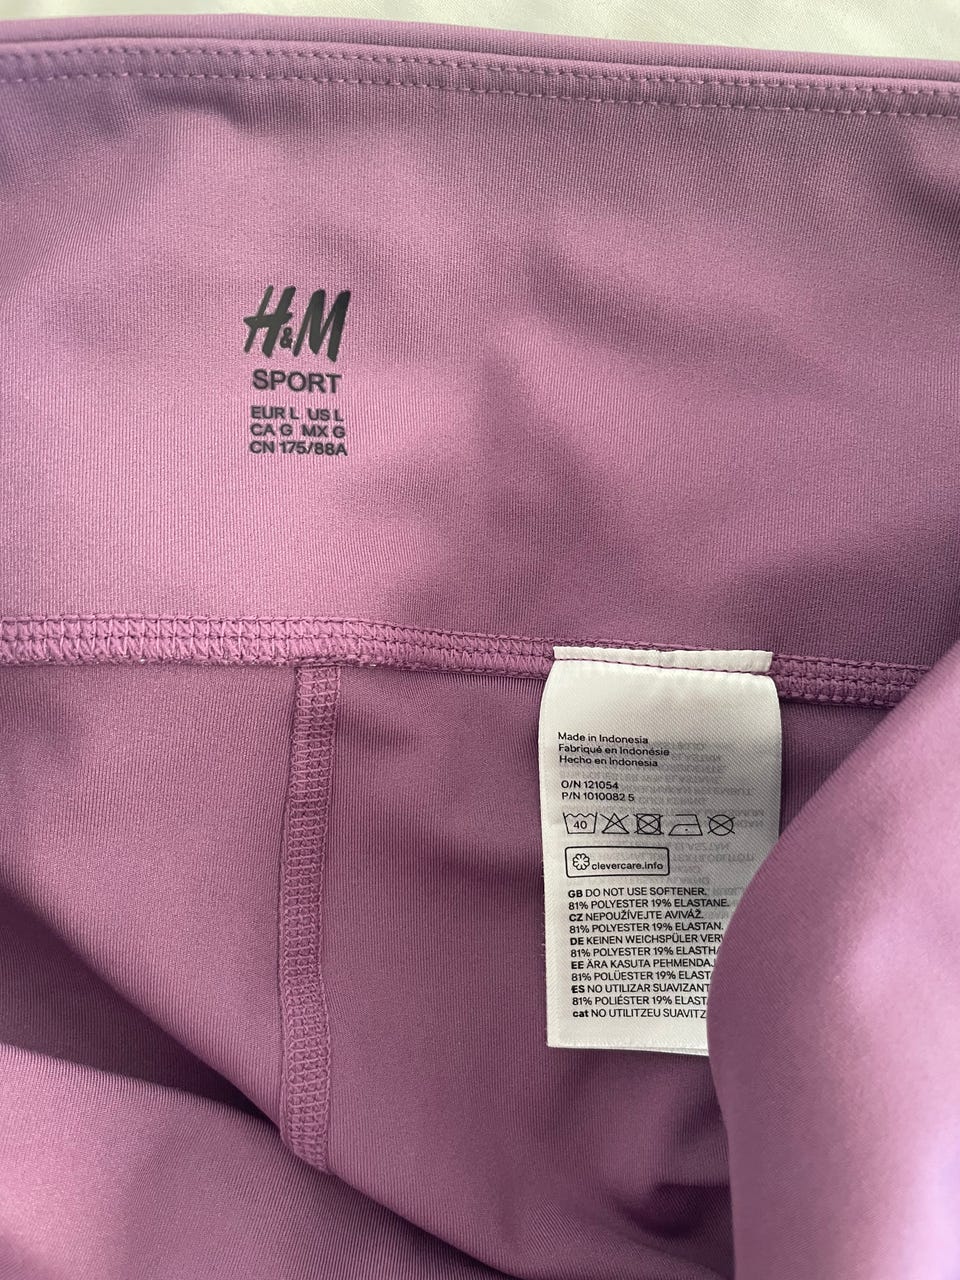 H&M
SPORT
EUR L US L
CA G MX G
CN 175/88A
Made in Indonesia
Fabriqué en Indonésie
Hecho en Indonesia
O/N 121054
P/N 1010082 5
40
clevercare.info
GB DO NOT USE SOFTENER.
81% POLYESTER 19% ELASTANE.
CZ NEPOUŽÍVEJTE AVIVÁŽ.
81% POLYESTER 19% ELASTAN.
DE KEINEN WEICHSPÜLER
81% POLYESTER 19%
EE ÄRA KASUTA
81% POLÜESTER 19%
ES NO UTILIZAR
81% POLIÉSTER 19%
cat NO UTILITZEU